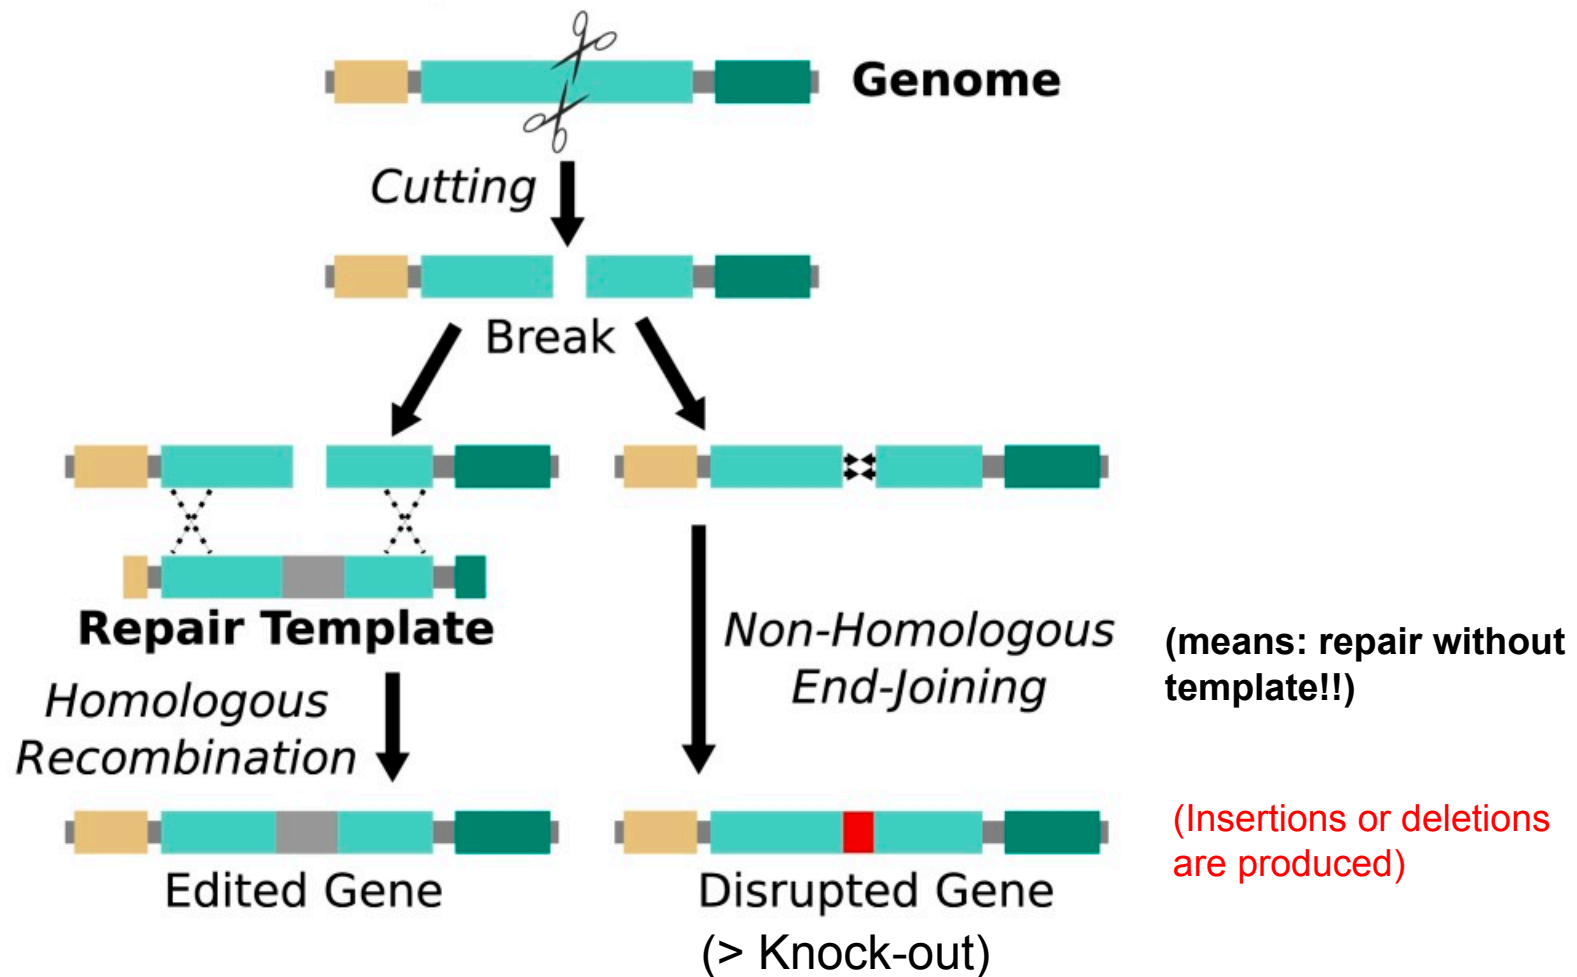 Genome
Cutting
Break
Repair Template
Homologous
Recombination
Non-Homologous
End-Joining
(means: repair without
template!!)
Edited Gene
Disrupted Gene
(> Knock-out)
(Insertions or deletions
are produced)